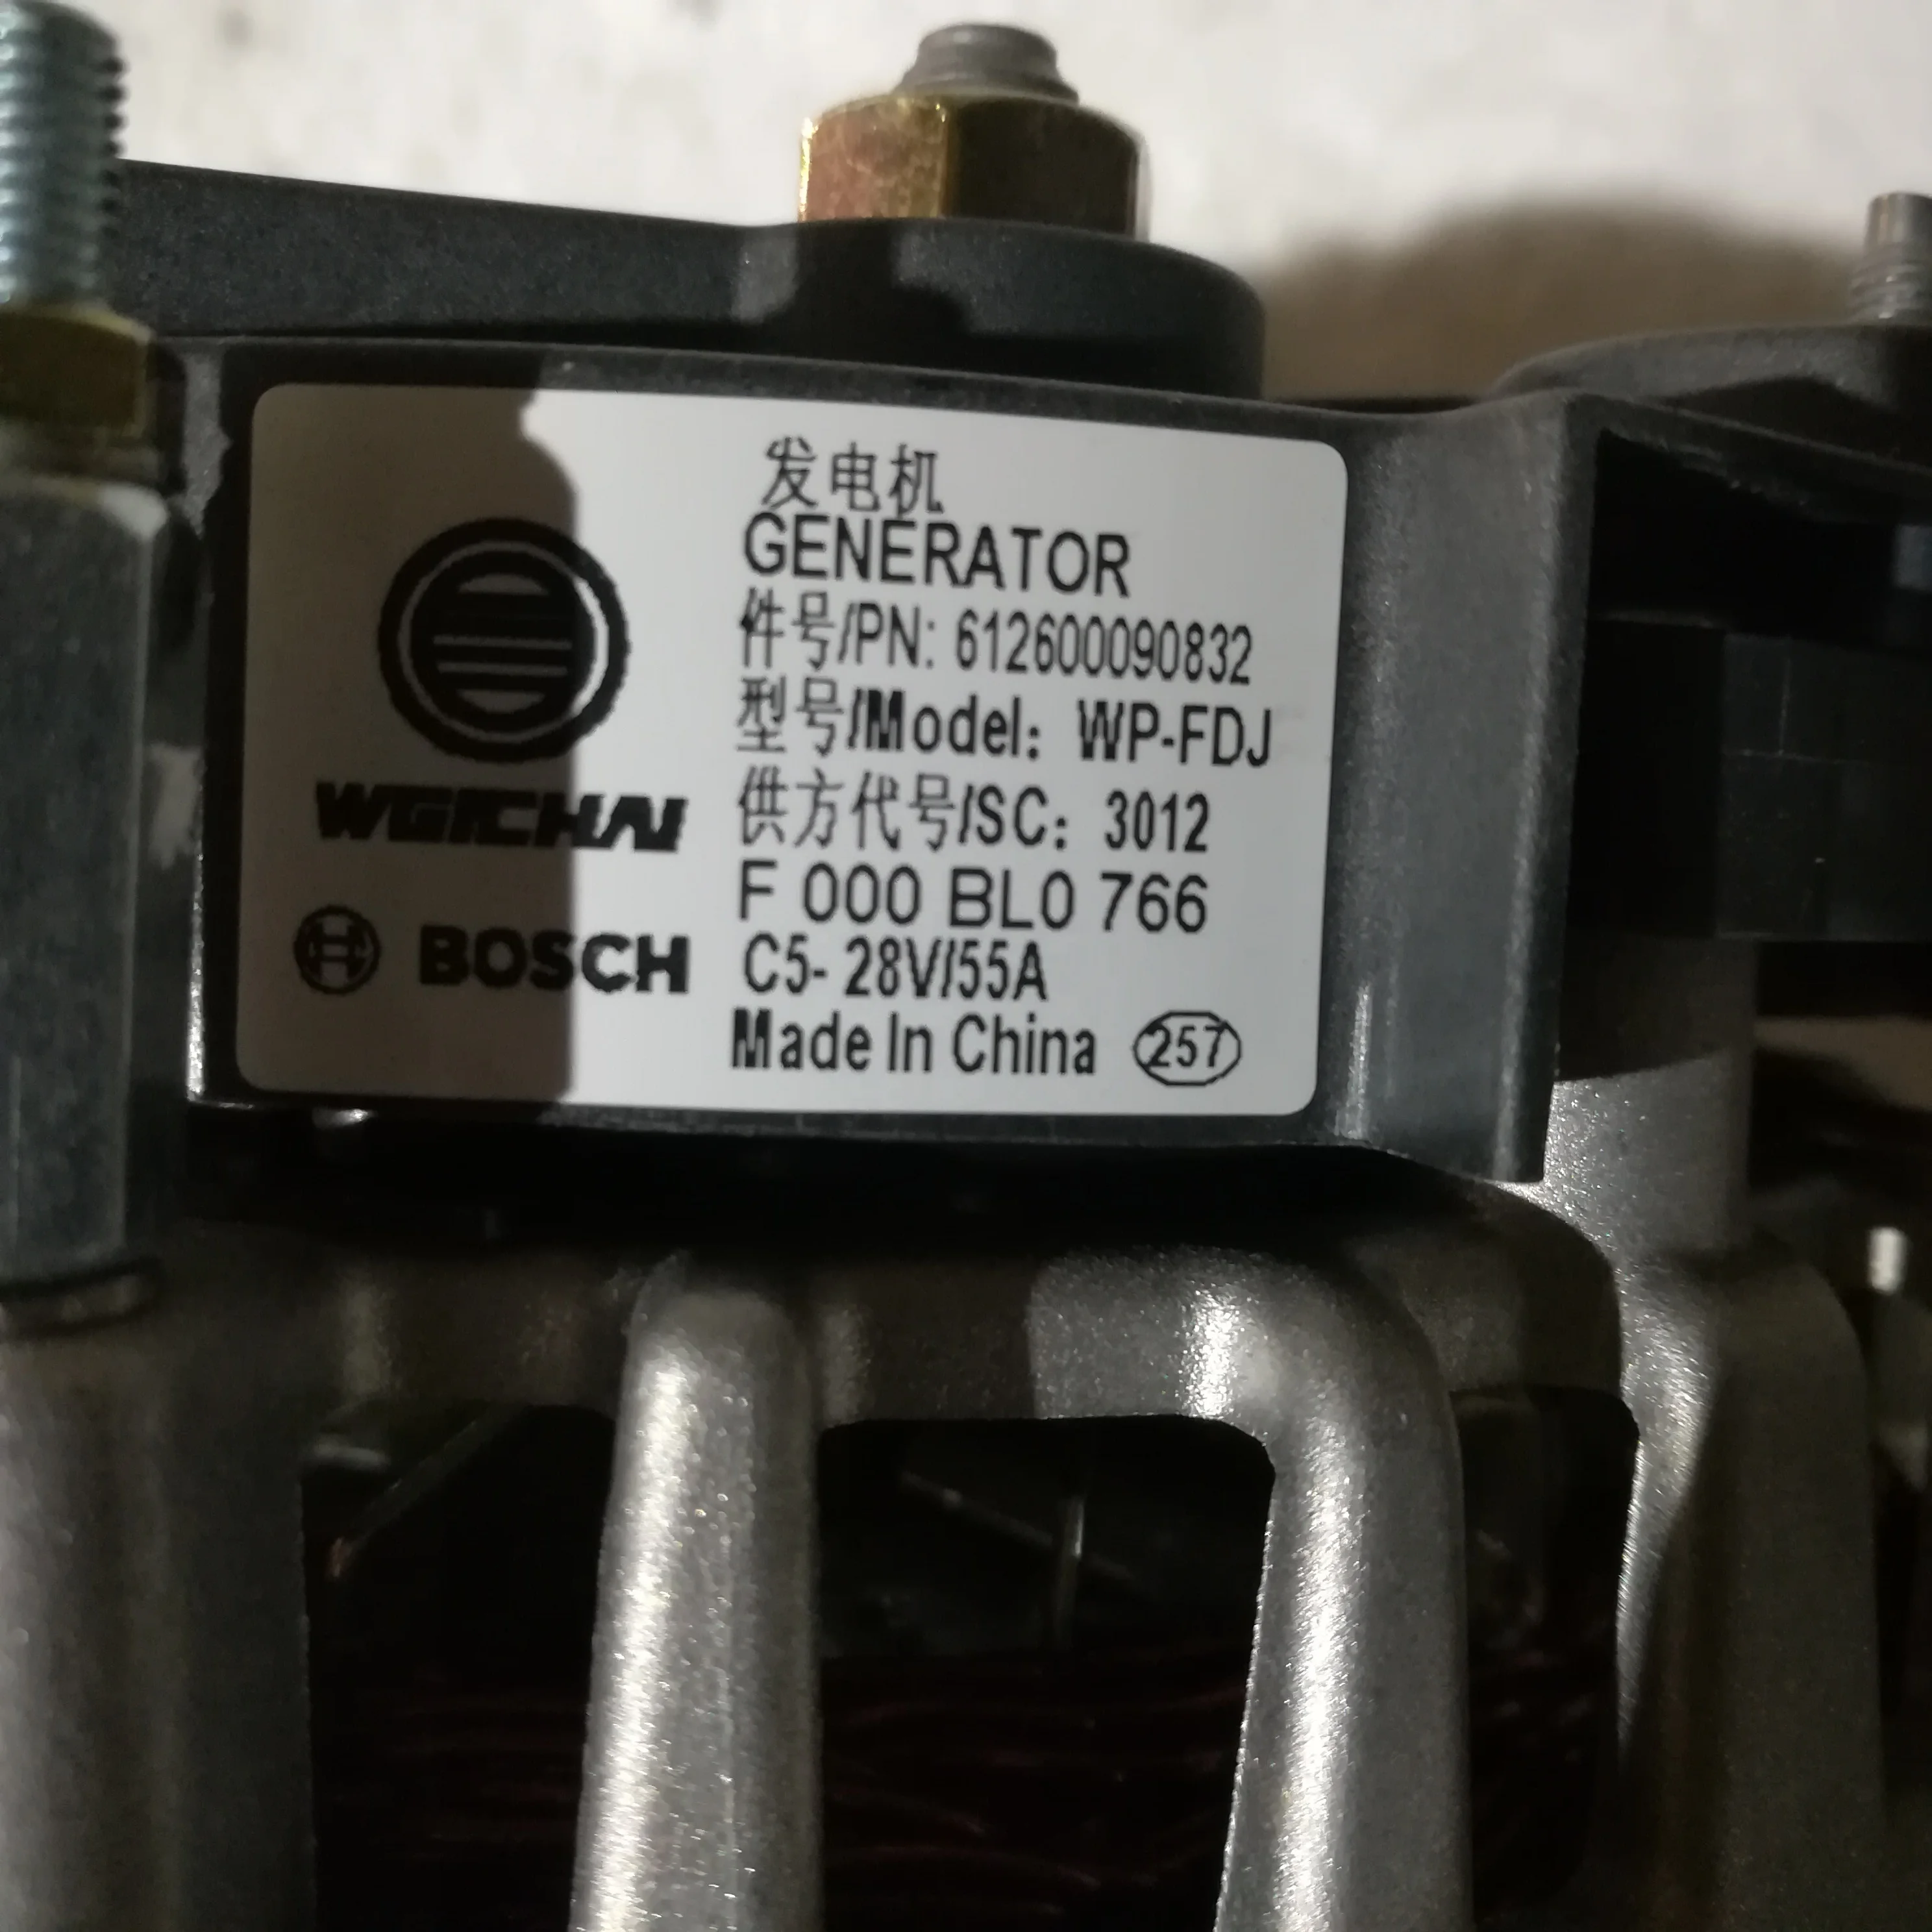 发电机
GENERATOR
件号/PN: 612600090832
型号/Model: WP-FDJ
供方代号/SC: 3012
F 000 BL0 766
C5- 28V/55A
Made In China 257
WEICHAI
BOSCH